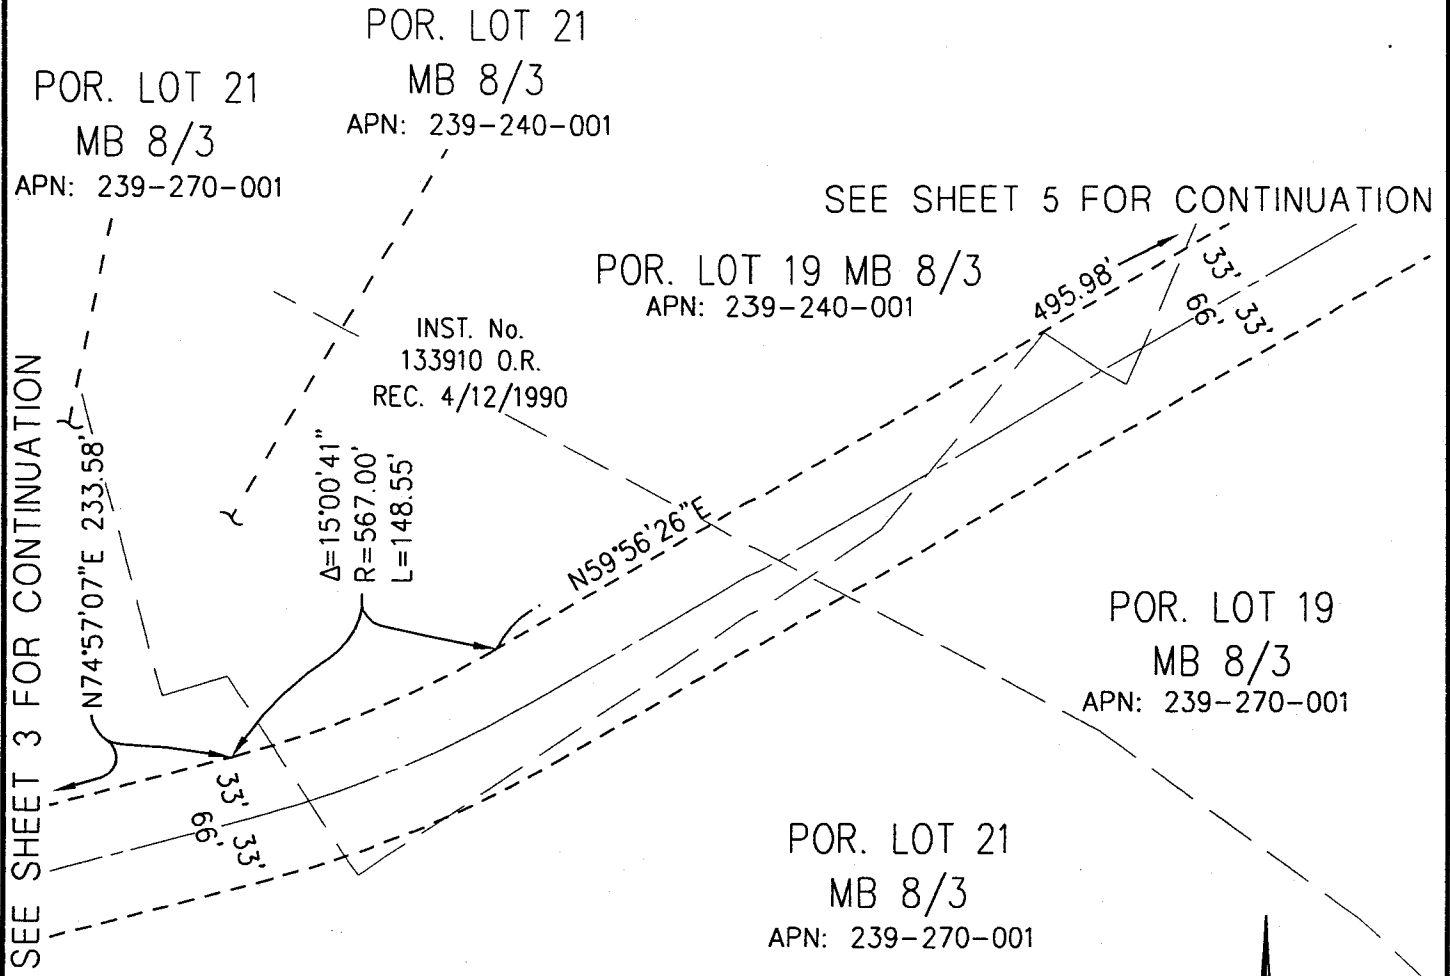 POR. LOT 21
MB 8/3
APN: 239-270-001
POR. LOT 21
MB 8/3
APN: 239-240-001
SEE SHEET 5 FOR CONTINUATION
POR. LOT 19 MB 8/3
APN: 239-240-001
INST. No.
133910 O.R.
REC. 4/12/1990
495.98'
33'
33'
66'
SEE SHEET 3 FOR CONTINUATION
N74°57'07"E 233.58'
Δ=15°00'41"
R=567.00'
L=148.55'
N59°56'26"E
POR. LOT 19
MB 8/3
APN: 239-270-001
33'
33'
66'
POR. LOT 21
MB 8/3
APN: 239-270-001